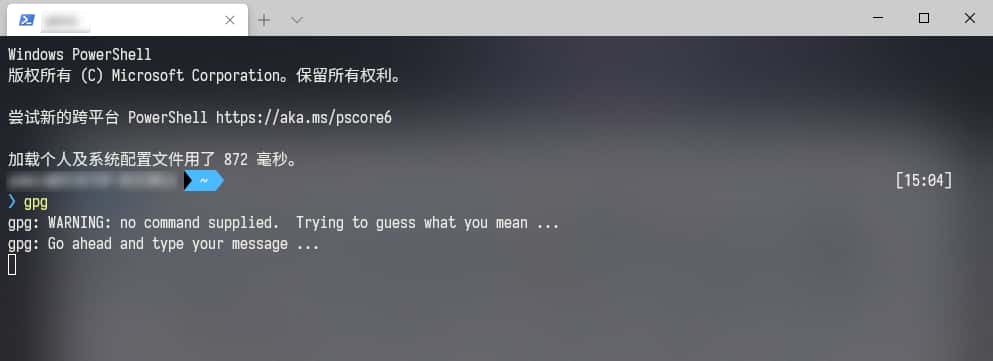 Windows PowerShell
版权所有 (C) Microsoft Corporation。保留所有权利。
尝试新的跨平台 PowerShell https://aka.ms/pscore6
加载个人及系统配置文件用了 872 毫秒。
~ [15:04]
❯ gpg
gpg: WARNING: no command supplied.  Trying to guess what you mean ...
gpg: Go ahead and type your message ...